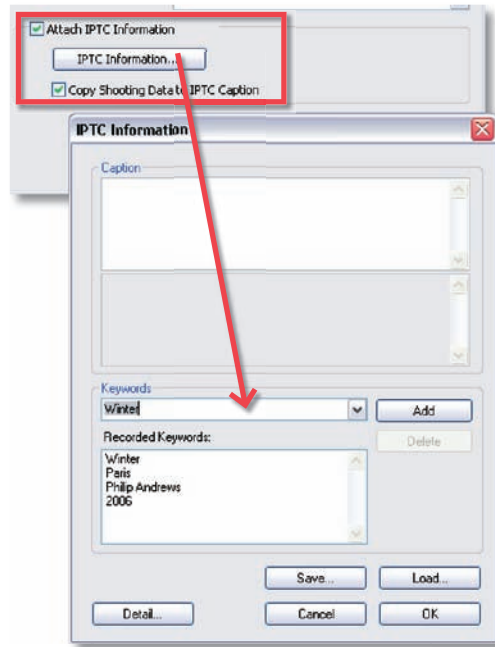 Attach IPTC Information
IPTC Information...
Copy Shooting Data to IPTC Caption
IPTC Information
Caption
Keywords
Winter
Add
Recorded Keywords:
Delete
Winter
Paris
Philip Andrews
2006
Save...
Load...
Detail...
Cancel
OK